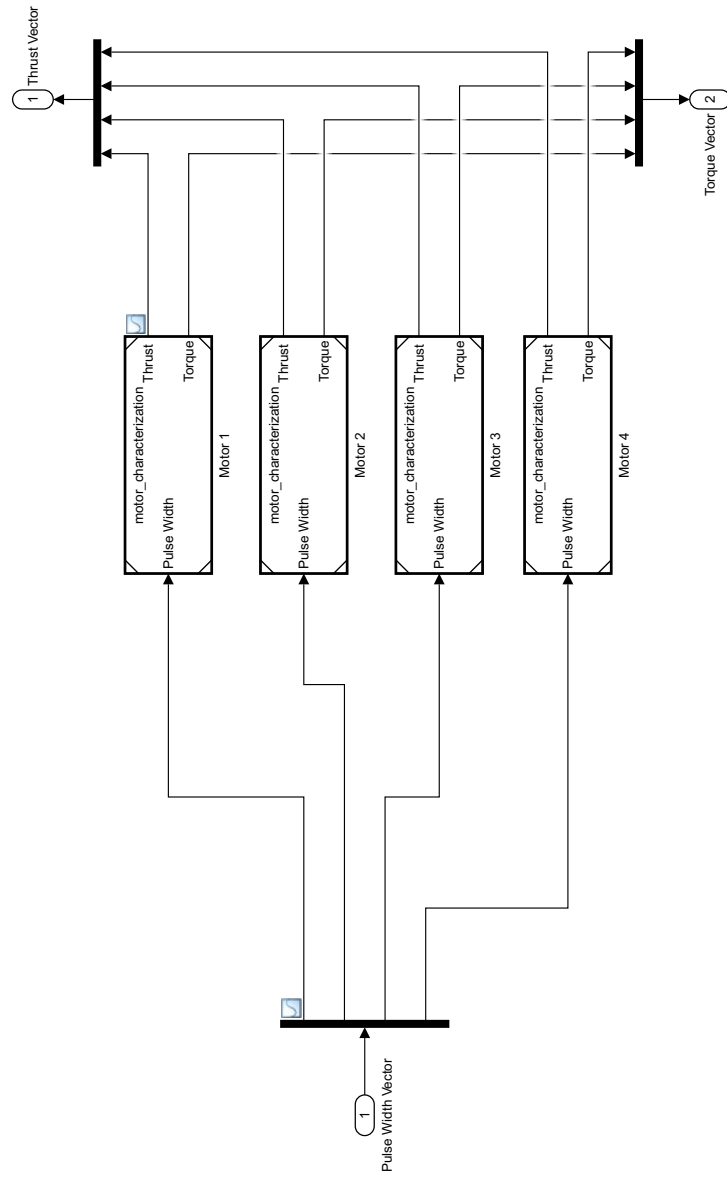 1
Pulse Width Vector
motor_characterization
Pulse Width
Thrust
Torque
Motor 1
motor_characterization
Pulse Width
Thrust
Torque
Motor 2
motor_characterization
Pulse Width
Thrust
Torque
Motor 3
motor_characterization
Pulse Width
Thrust
Torque
Motor 4
1
Thrust Vector
2
Torque Vector